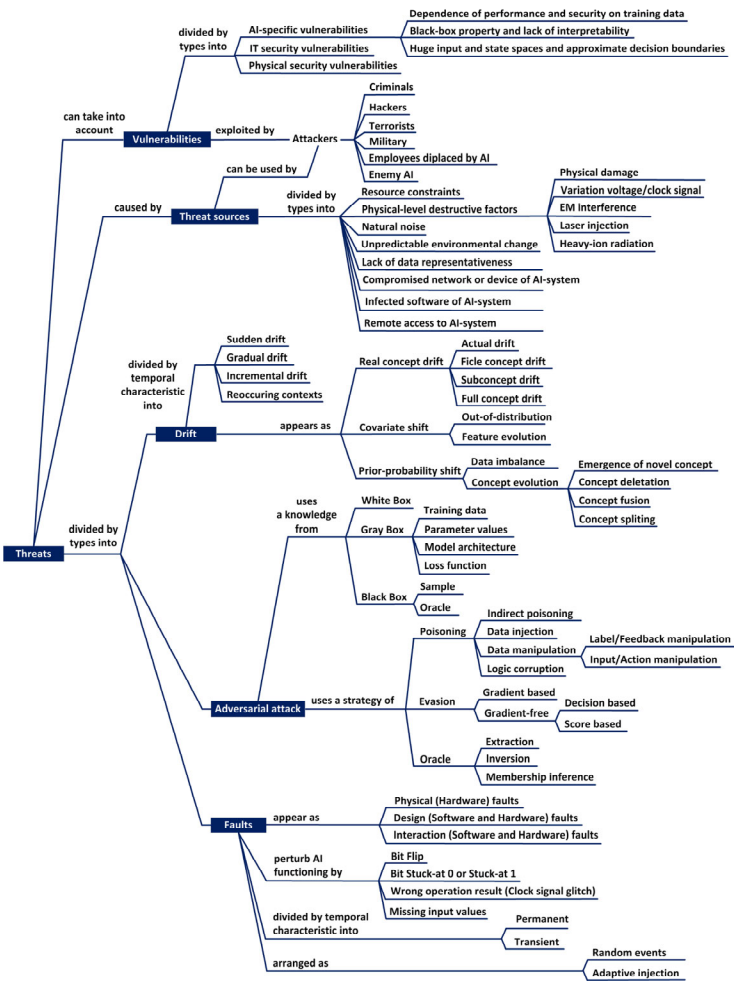 Dependence of performance and security on training data
divided by
types into
AI-specific vulnerabilities
Black-box property and lack of interpretability
IT security vulnerabilities
Huge input and state spaces and approximate decision boundaries
Physical security vulnerabilities
can take into
account
Vulnerabilities
exploited by
Attackers
Criminals
Hackers
Terrorists
Military
Employees diplaced by AI
Enemy AI
can be used by
caused by
Threat sources
divided by
types into
Resource constraints
Physical-level destructive factors
Natural noise
Unpredictable environmental change
Lack of data representativeness
Compromised network or device of AI-system
Infected software of AI-system
Remote access to AI-system
Physical damage
Variation voltage/clock signal
EM Interference
Laser injection
Heavy-ion radiation
divided by
temporal
characteristic
into
Sudden drift
Gradual drift
Incremental drift
Reoccuring contexts
Drift
appears as
Real concept drift
Actual drift
Ficle concept drift
Subconcept drift
Full concept drift
Covariate shift
Out-of-distribution
Feature evolution
Prior-probability shift
Data imbalance
Concept evolution
Emergence of novel concept
Concept deletation
Concept fusion
Concept spliting
Threats
divided by
types into
uses
a knowledge
from
White Box
Gray Box
Training data
Parameter values
Model architecture
Loss function
Black Box
Sample
Oracle
Adversarial attack
uses a strategy of
Poisoning
Indirect poisoning
Data injection
Data manipulation
Logic corruption
Label/Feedback manipulation
Input/Action manipulation
Evasion
Gradient based
Gradient-free
Decision based
Score based
Oracle
Extraction
Inversion
Membership inference
Faults
appear as
Physical (Hardware) faults
Design (Software and Hardware) faults
Interaction (Software and Hardware) faults
perturb AI
functioning by
Bit Flip
Bit Stuck-at 0 or Stuck-at 1
Wrong operation result (Clock signal glitch)
Missing input values
divided by temporal
characteristic into
Permanent
Transient
arranged as
Random events
Adaptive injection